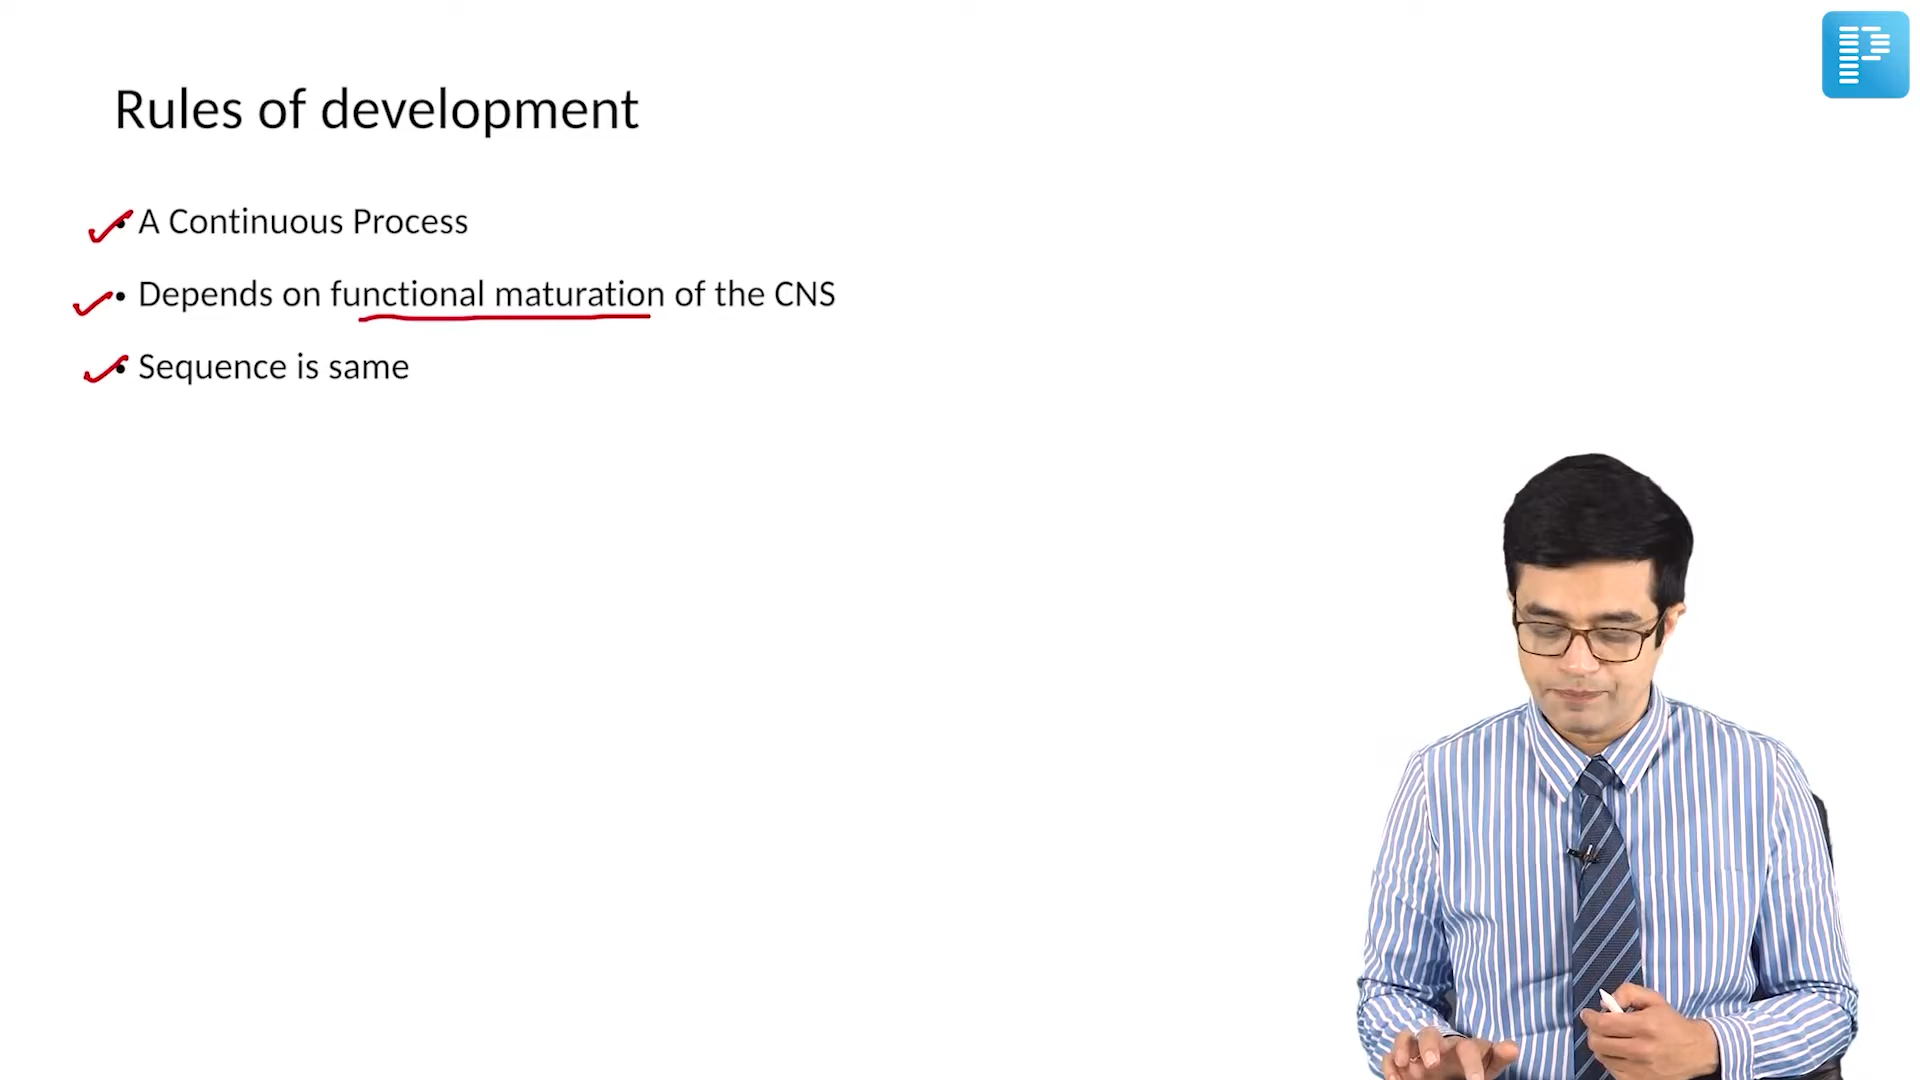 Rules of development
• A Continuous Process
• Depends on functional maturation of the CNS
• Sequence is same